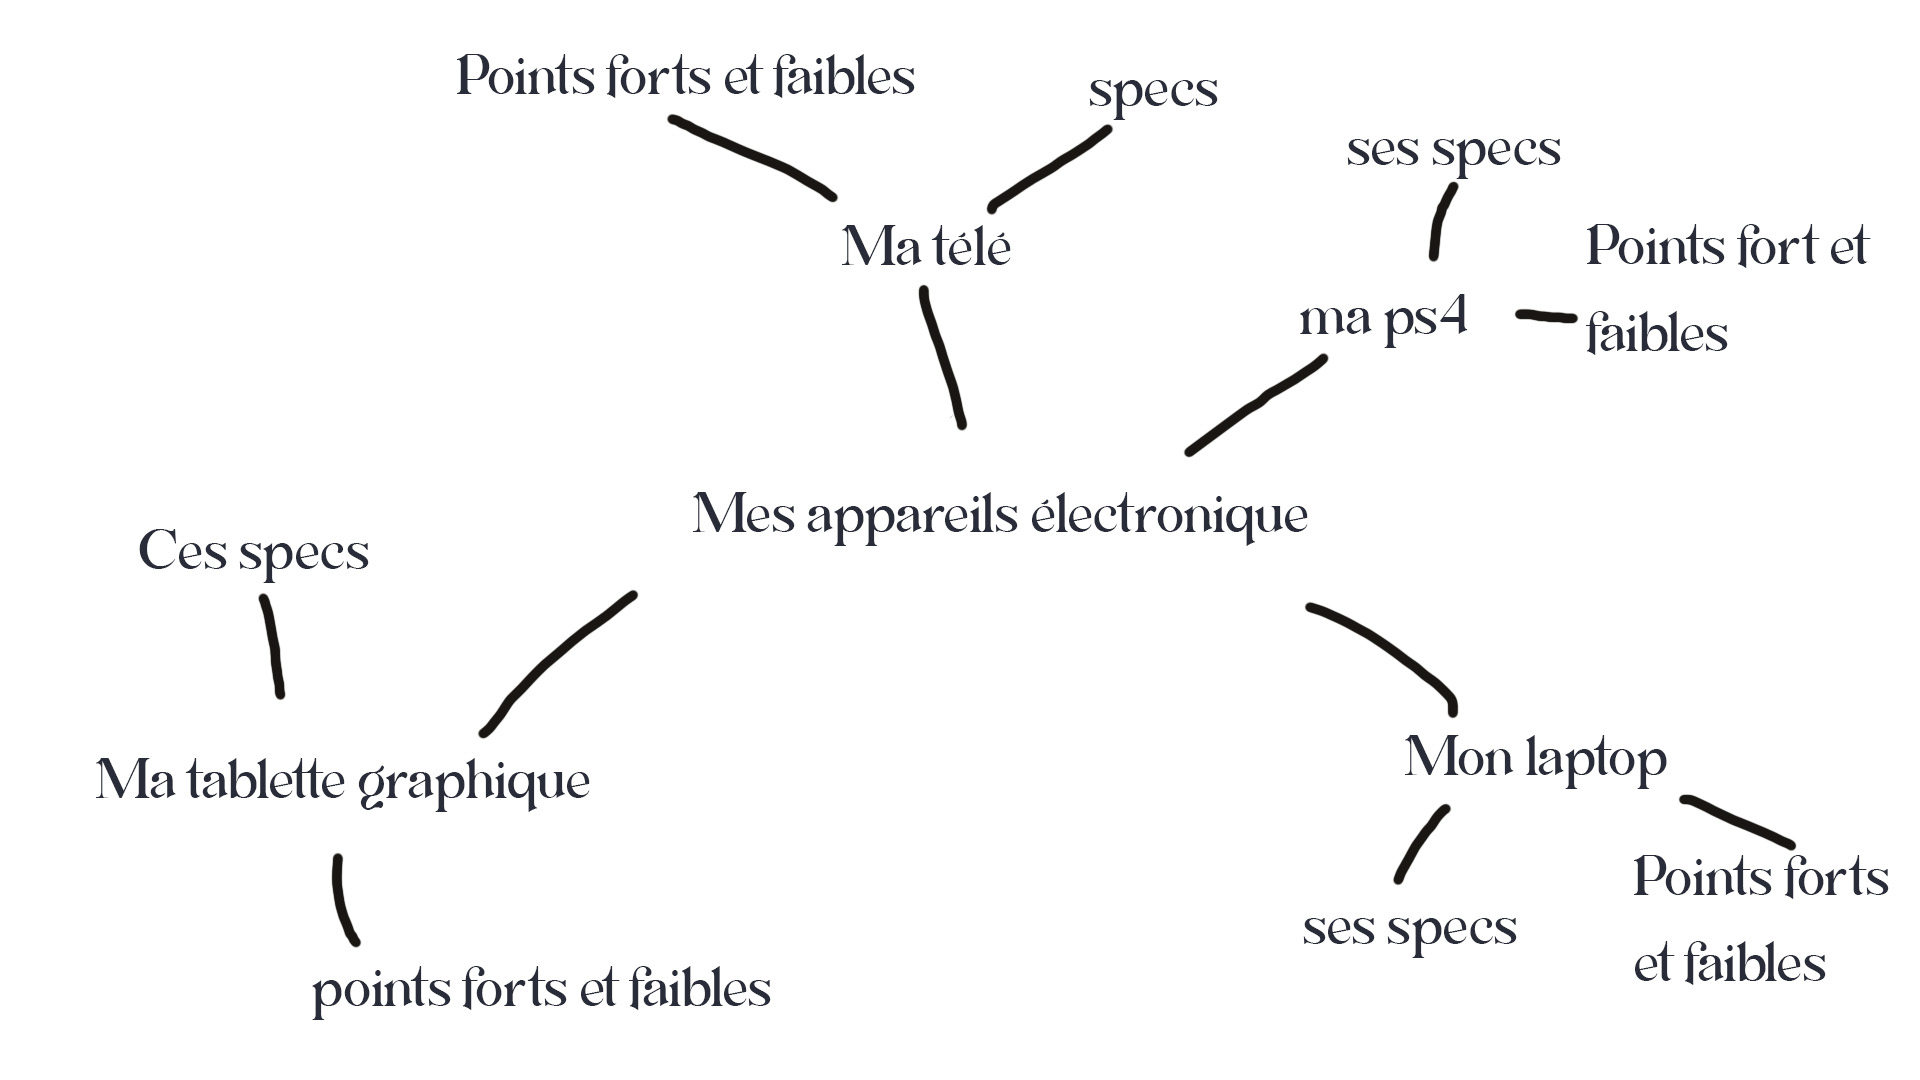 Points forts et faibles
specs
ses specs
Ma télé
Points fort et
faibles
ma ps4
Mes appareils électronique
Ces specs
Ma tablette graphique
Mon laptop
ses specs
Points forts
et faibles
points forts et faibles